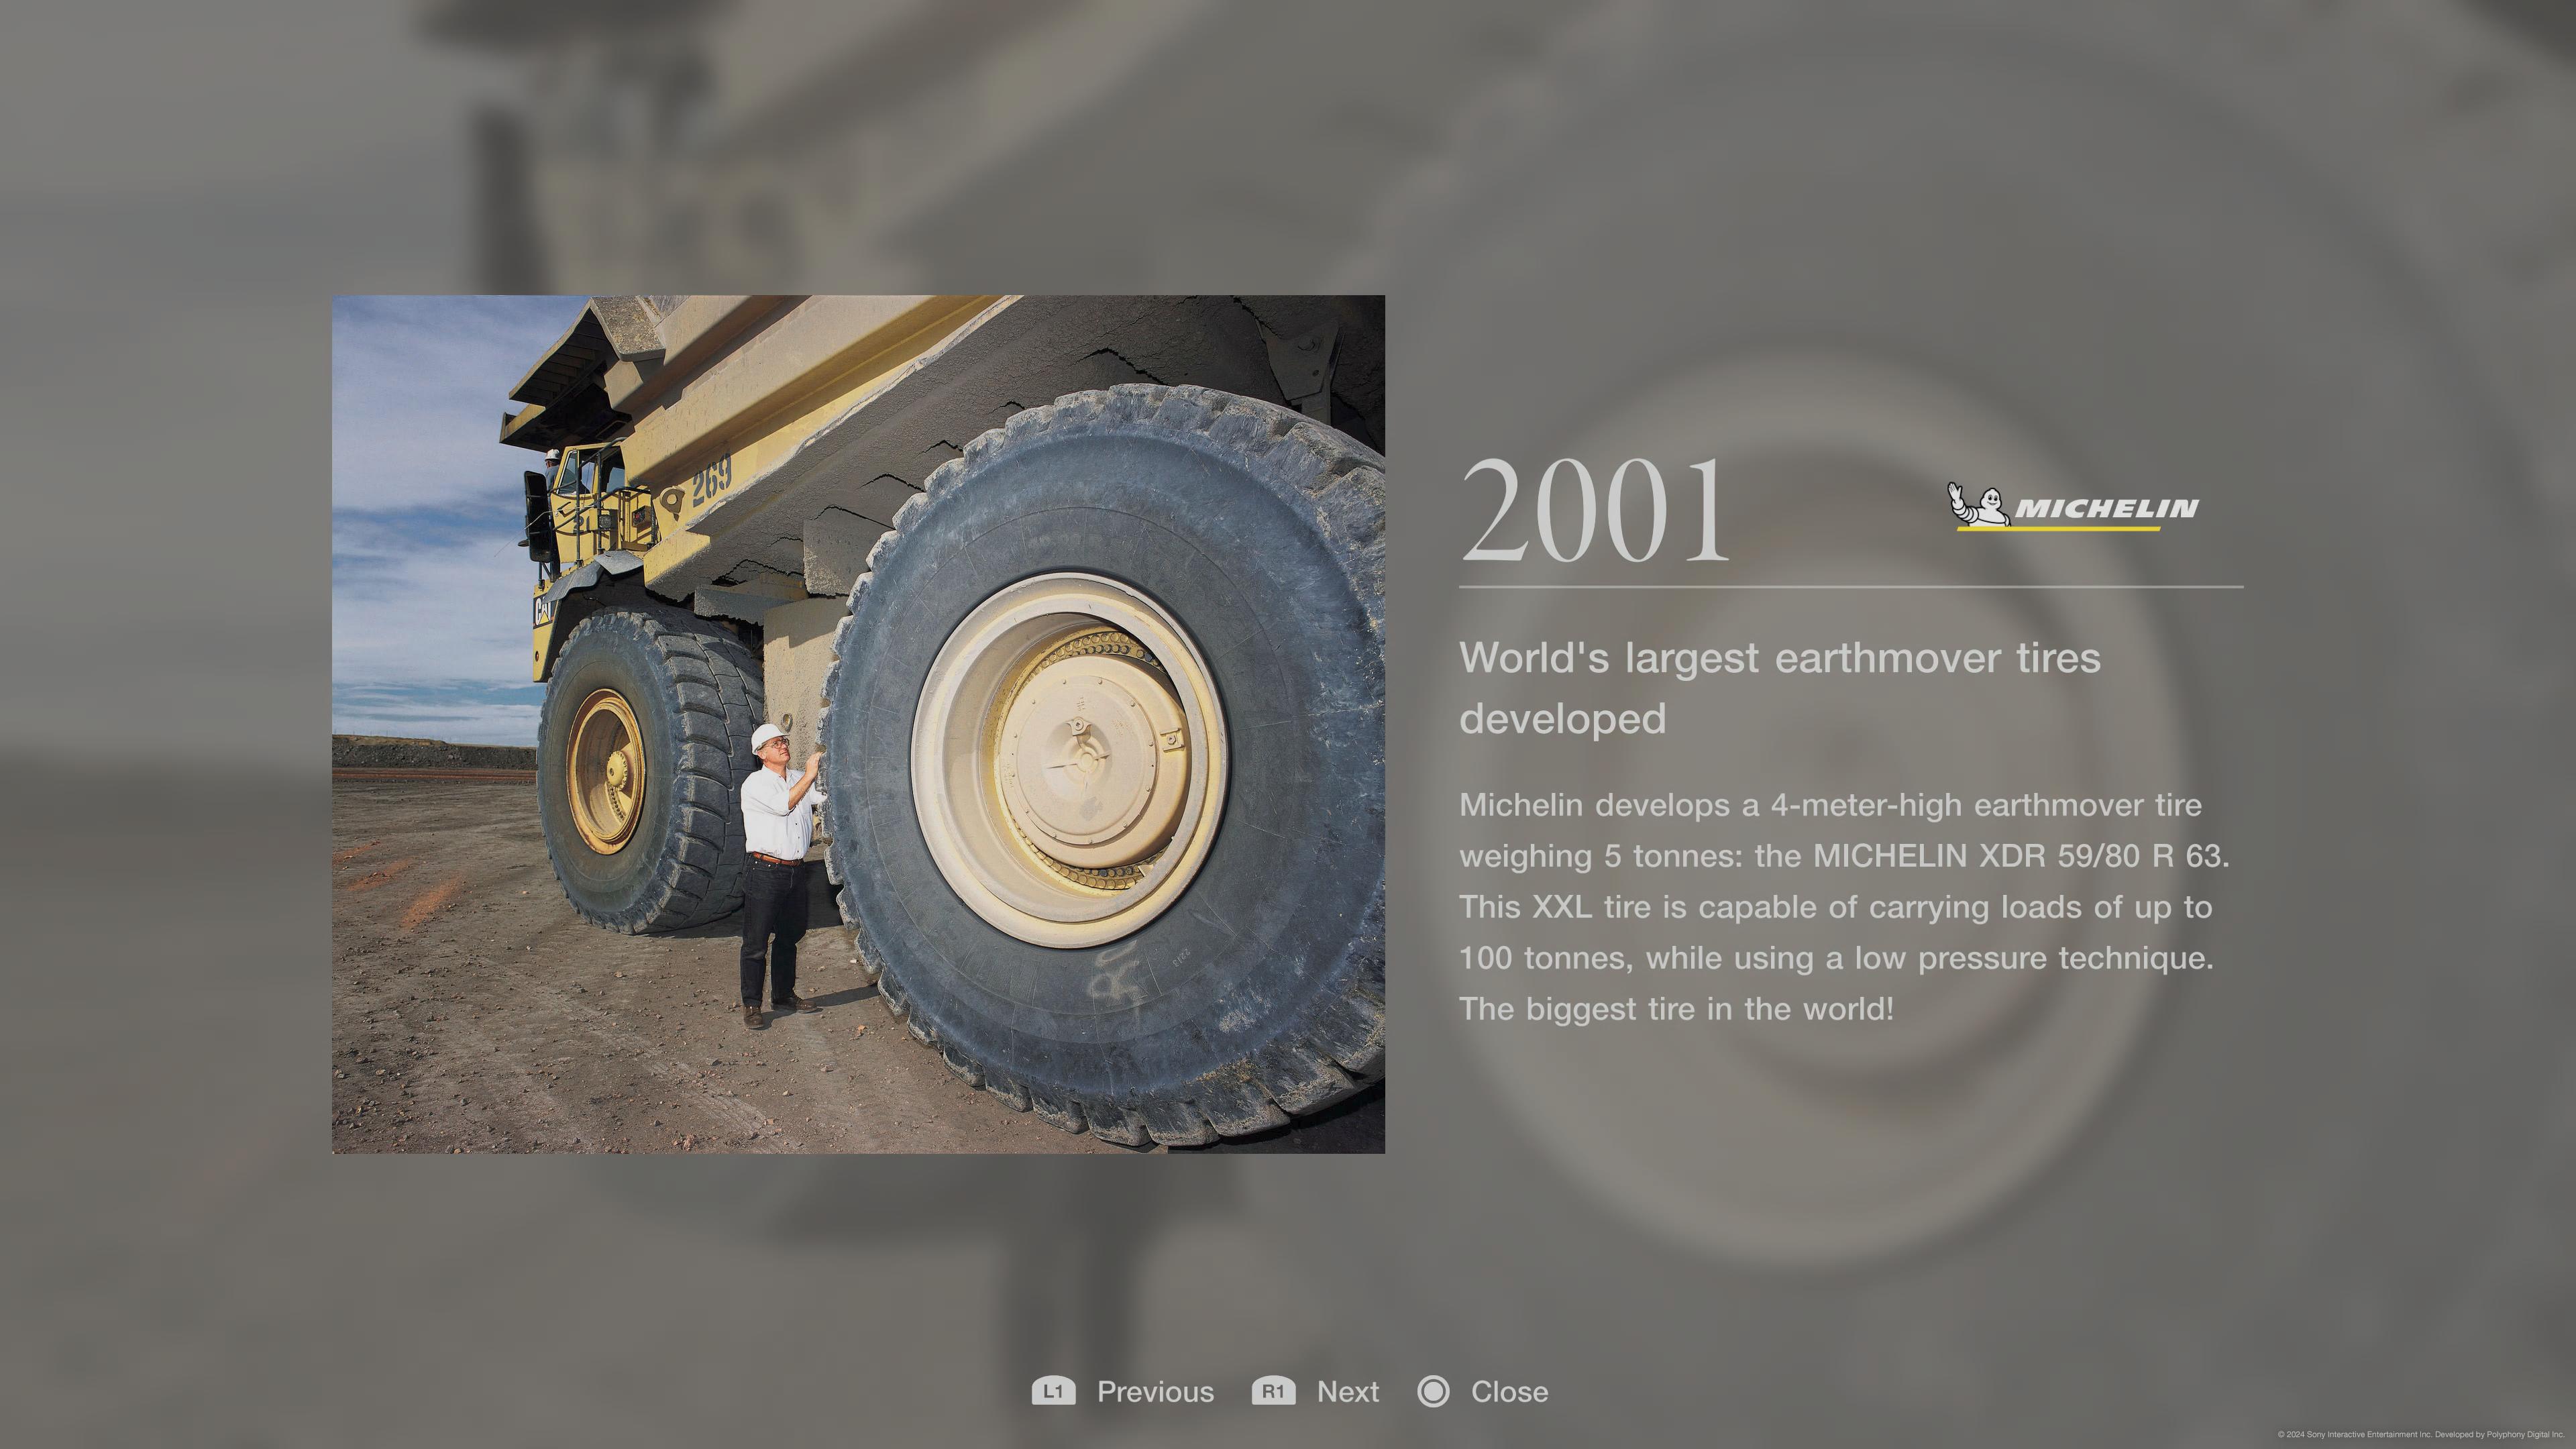 269
CAT
2001
MICHELIN
World's largest earthmover tires
developed
Michelin develops a 4-meter-high earthmover tire
weighing 5 tonnes: the MICHELIN XDR 59/80 R 63.
This XXL tire is capable of carrying loads of up to
100 tonnes, while using a low pressure technique.
The biggest tire in the world!
L1 Previous R1 Next Close
© 2024 Sony Interactive Entertainment Inc. Developed by Polyphony Digital Inc.